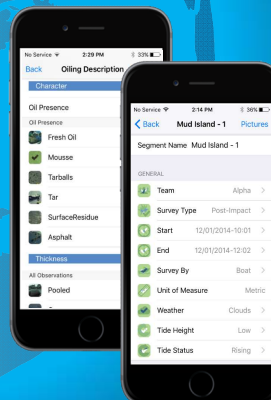 No Service 2:29 PM 33%
Back Oiling Description
Character
Oil Presence
Oil Presence
Fresh Oil
Mousse
Tarballs
Tar
SurfaceResidue
Asphalt
Thickness
All Observations
Pooled
No Service 2:14 PM 36%
Back Mud Island - 1 Pictures
Segment Name Mud Island - 1
GENERAL
Team Alpha
Survey Type Post-Impact
Start 12/01/2014-10:01
End 12/01/2014-12:02
Survey By Boat
Unit of Measure Metric
Weather Clouds
Tide Height Low
Tide Status Rising